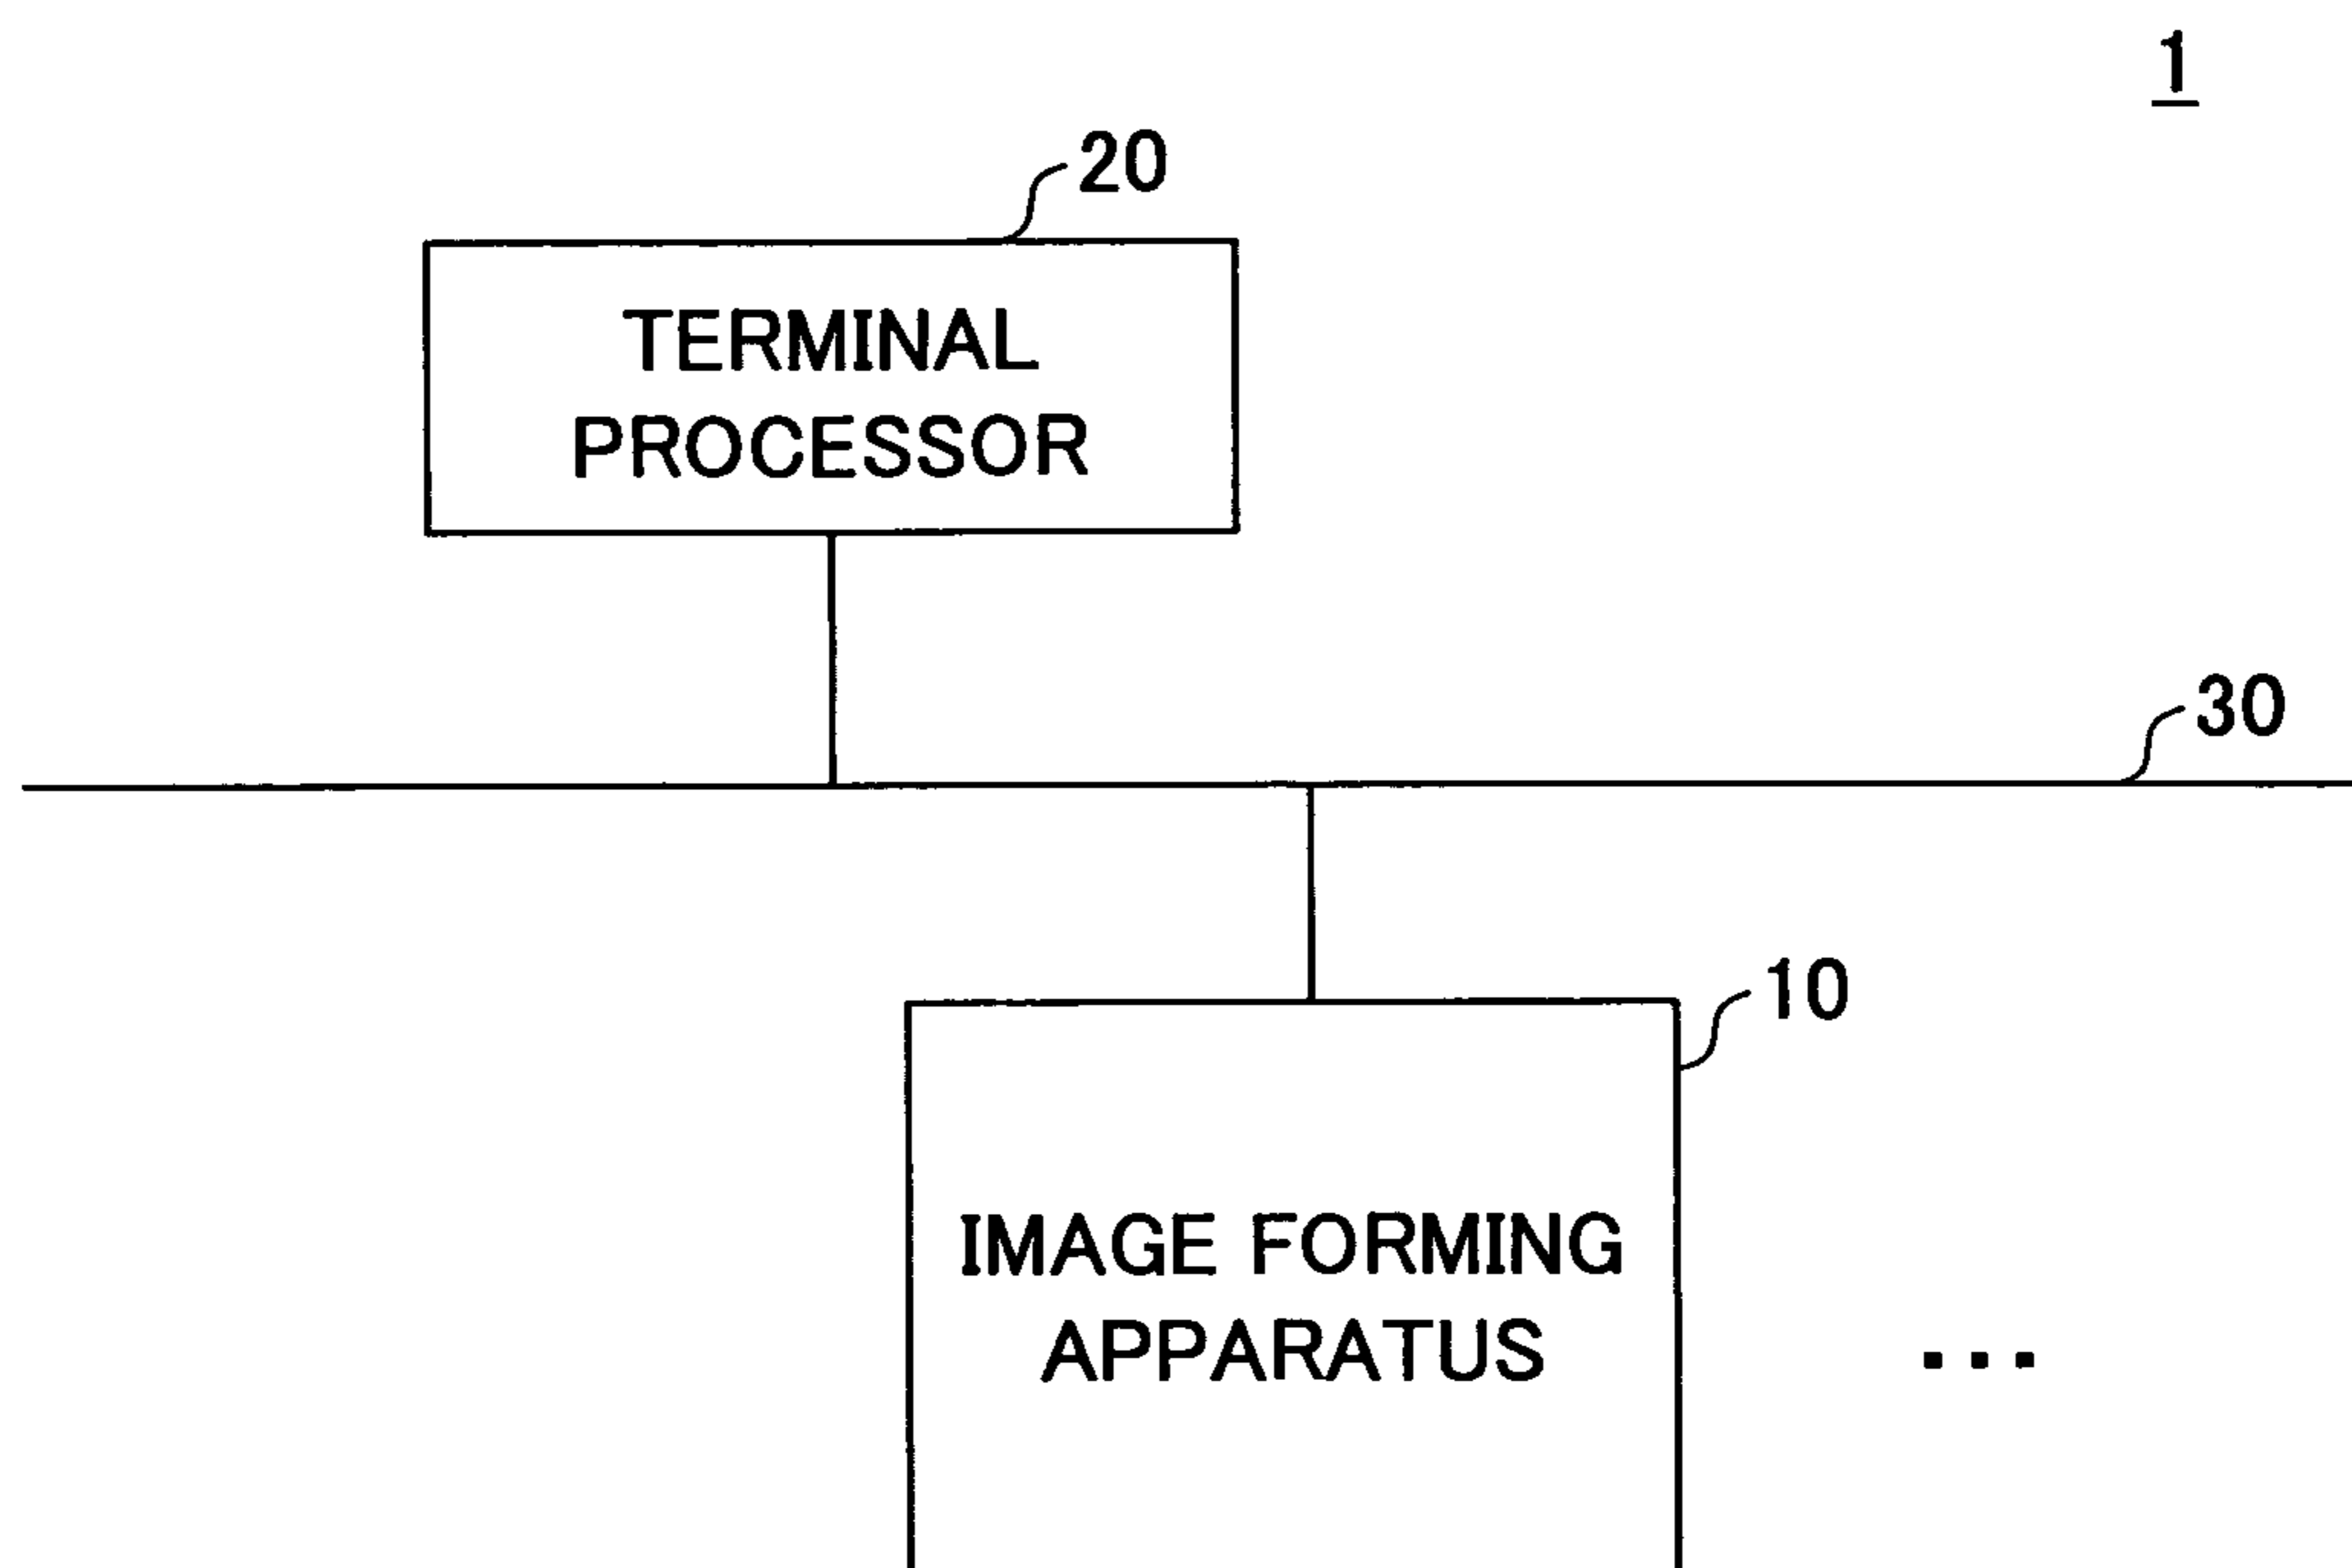 1
20
TERMINAL
PROCESSOR
30
10
IMAGE FORMING
APPARATUS
...